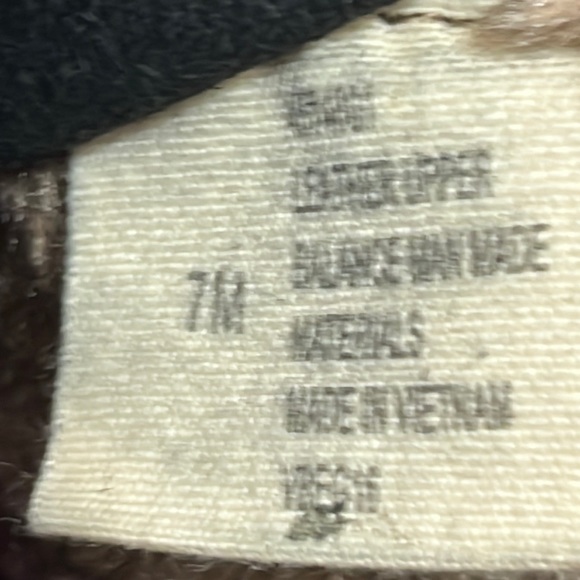 7M
LEATHER UPPER
BALANCE MAN MADE
MATERIALS
MADE IN VIETNAM